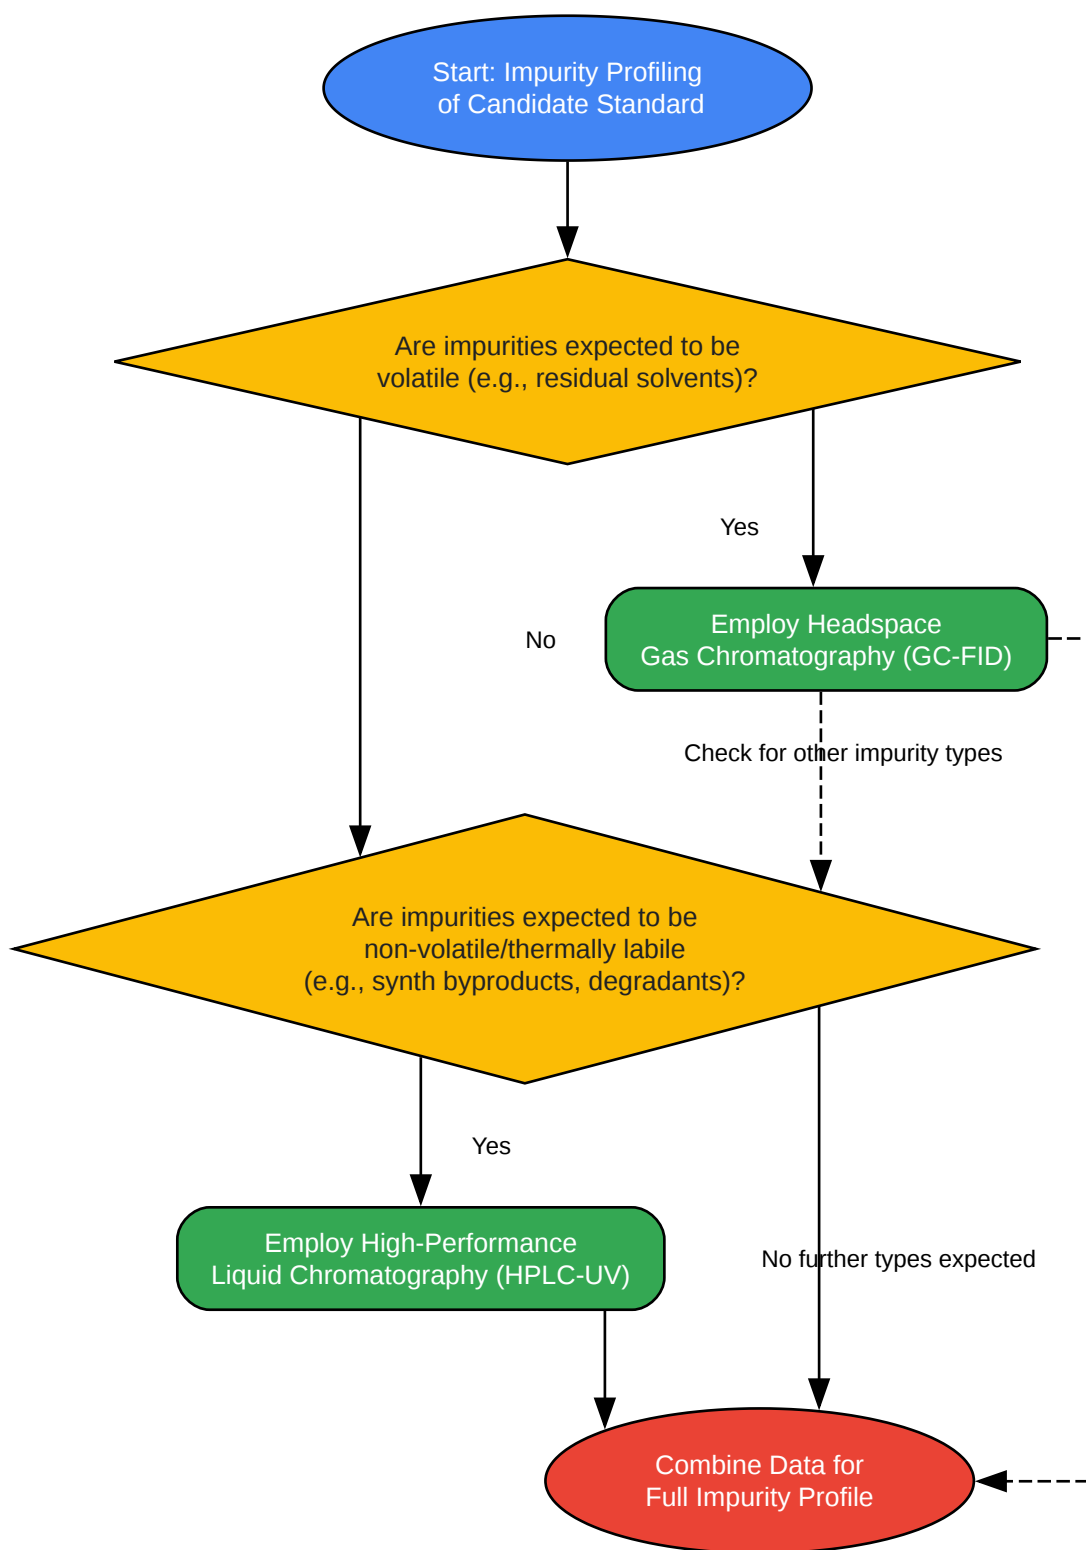 Start: Impurity Profiling
of Candidate Standard
Are impurities expected to be
volatile (e.g., residual solvents)?
Yes
No
Employ Headspace
Gas Chromatography (GC-FID)
Check for other impurity types
Are impurities expected to be
non-volatile/thermally labile
(e.g., synth byproducts, degradants)?
Yes
Employ High-Performance
Liquid Chromatography (HPLC-UV)
No further types expected
Combine Data for
Full Impurity Profile